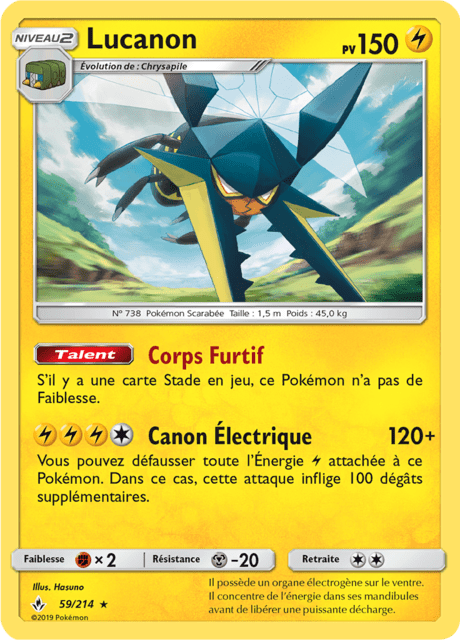 NIVEAU 2
Lucanon
PV 150
Évolution de : Chrysapile
N° 738 Pokémon Scarabée Taille : 1,5 m Poids : 45,0 kg
Talent Corps Furtif
S'il y a une carte Stade en jeu, ce Pokémon n'a pas de
Faiblesse.
Canon Électrique 120+
Vous pouvez défausser toute l'Énergie attachée à ce
Pokémon. Dans ce cas, cette attaque inflige 100 dégâts
supplémentaires.
Faiblesse ×2 Résistance -20 Retraite
Illus. Hasuno
59/214 ★
©2019 Pokémon
Il possède un organe électrogène sur le ventre.
Il concentre de l'énergie dans ses mandibules
avant de libérer une puissante décharge.